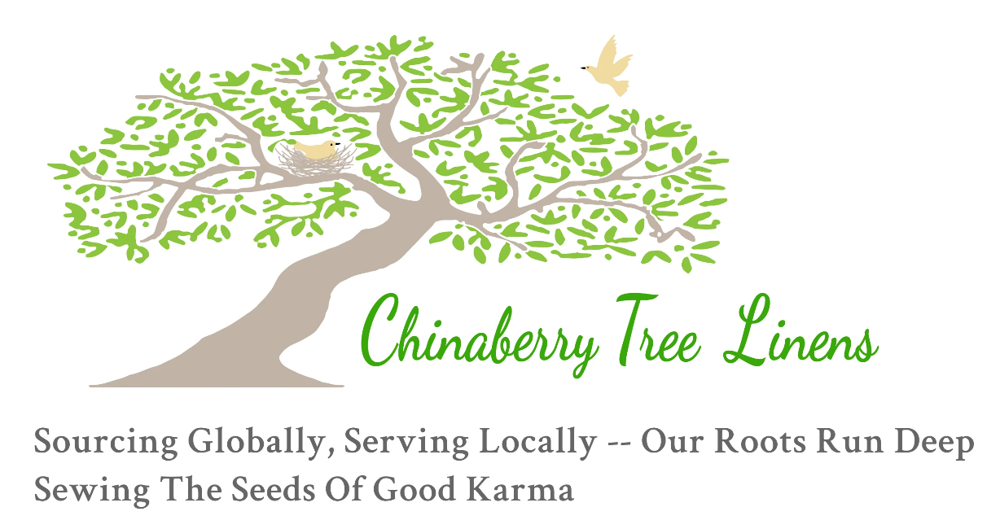 Chinaberry Tree Linens
Sourcing Globally, Serving Locally -- Our Roots Run Deep
Sewing The Seeds Of Good Karma